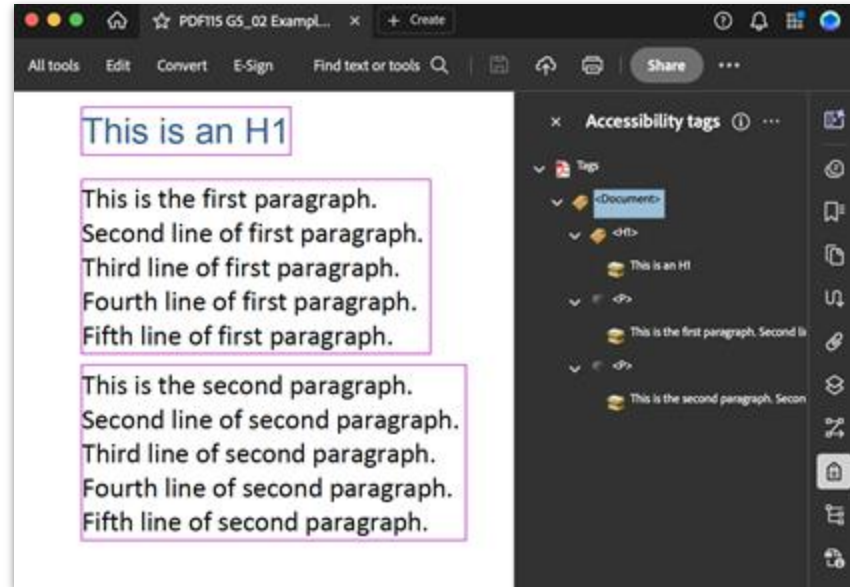 PDF115 G5_02 Exampl...
+ Create
All tools Edit Convert E-Sign Find text or tools Share
This is an H1
This is the first paragraph.
Second line of first paragraph.
Third line of first paragraph.
Fourth line of first paragraph.
Fifth line of first paragraph.
This is the second paragraph.
Second line of second paragraph.
Third line of second paragraph.
Fourth line of second paragraph.
Fifth line of second paragraph.
Accessibility tags
Tags
<Document>
<H1>
This is an H1
<P>
This is the first paragraph. Second li
<P>
This is the second paragraph. Secon